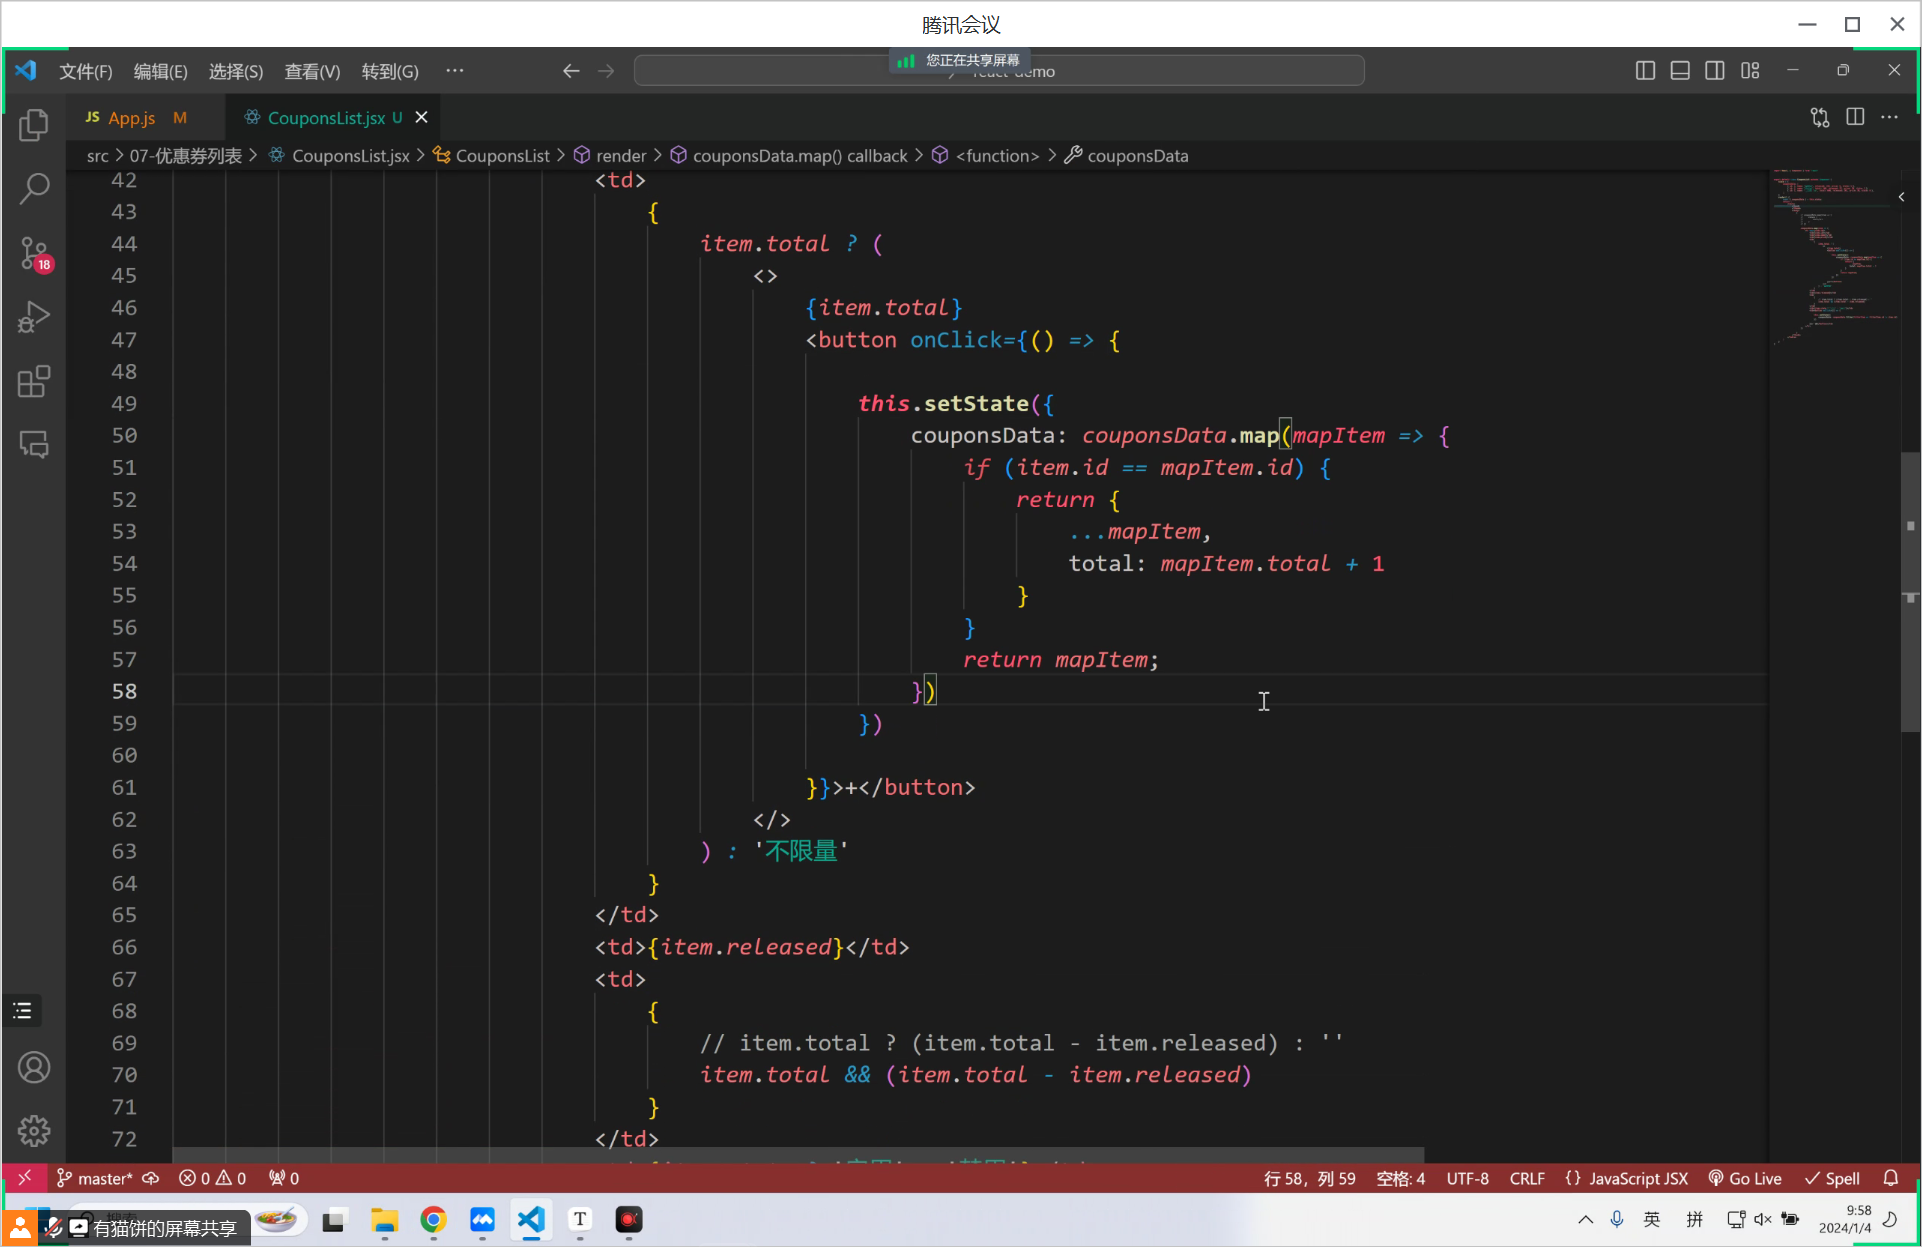 腾讯会议
文件(F) 编辑(E) 选择(S) 查看(V) 转到(G) ···
您正在共享屏幕
react-demo
JS App.js M
CouponsList.jsx U
src > 07-优惠券列表 > CouponsList.jsx > CouponsList > render > couponsData.map() callback > <function> > couponsData
42 <td>
43 {
44 item.total ? (
45 <>
46 {item.total}
47 <button onClick={() => {
48
49 this.setState({
50 couponsData: couponsData.map(mapItem => {
51 if (item.id == mapItem.id) {
52 return {
53 ...mapItem,
54 total: mapItem.total + 1
55 }
56 }
57 return mapItem;
58 })
59 })
60
61 }}>+</button>
62 </>
63 ) : '不限量'
64 }
65 </td>
66 <td>{item.released}</td>
67 <td>
68 {
69 // item.total ? (item.total - item.released) : ''
70 item.total && (item.total - item.released)
71 }
72 </td>
18
master* 0 0 0
行 58，列 59 空格: 4 UTF-8 CRLF {} JavaScript JSX Go Live Spell
有猫饼的屏幕共享
T
英 拼
9:58
2024/1/4